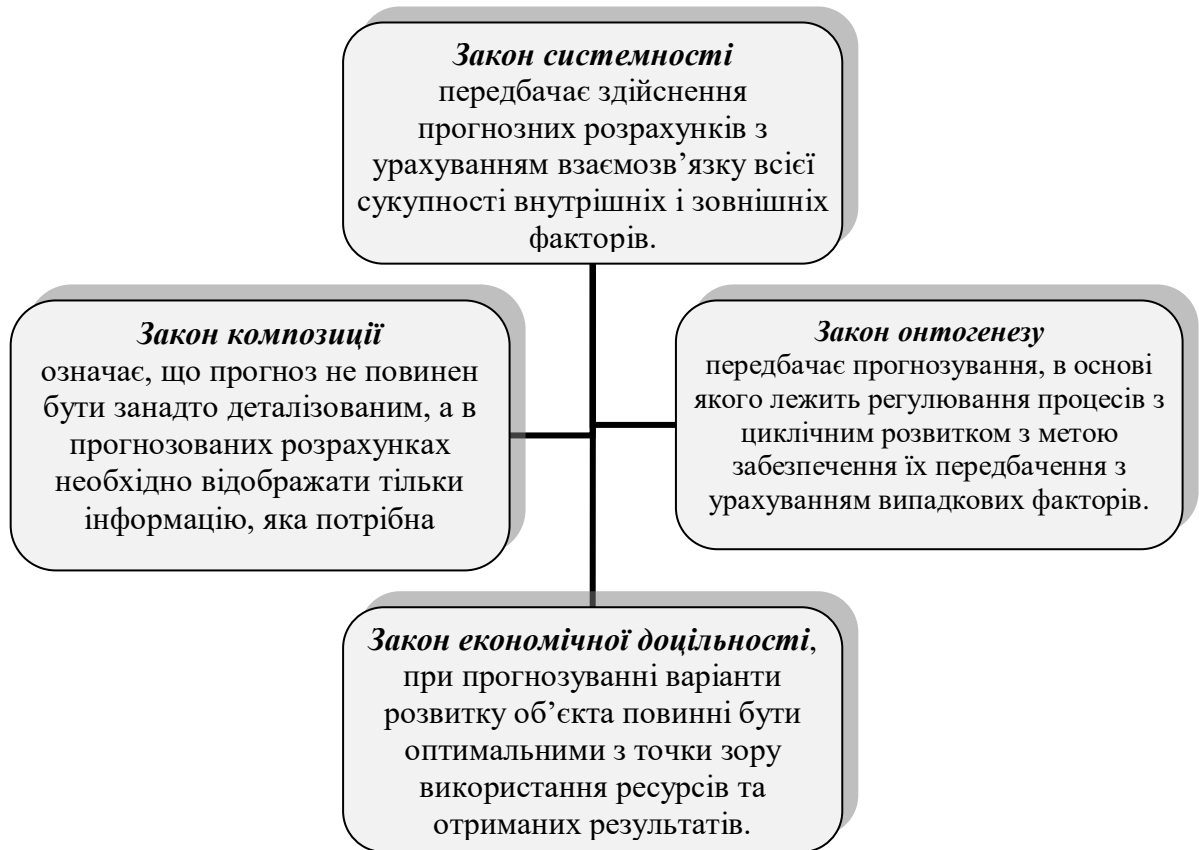 Закон системності
передбачає здійснення
прогнозних розрахунків з
урахуванням взаємозв’язку всієї
сукупності внутрішніх і зовнішніх
факторів.
Закон композиції
означає, що прогноз не повинен
бути занадто деталізованим, а в
прогнозованих розрахунках
необхідно відображати тільки
інформацію, яка потрібна
Закон онтогенезу
передбачає прогнозування, в основі
якого лежить регулювання процесів з
циклічним розвитком з метою
забезпечення їх передбачення з
урахуванням випадкових факторів.
Закон економічної доцільності,
при прогнозуванні варіанти
розвитку об’єкта повинні бути
оптимальними з точки зору
використання ресурсів та
отриманих результатів.